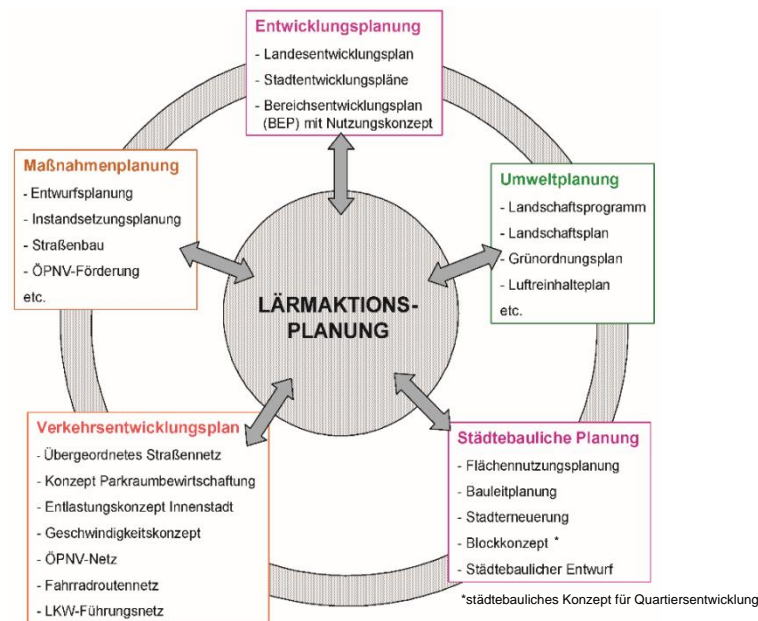 Entwicklungsplanung
- Landesentwicklungsplan
- Stadtentwicklungspläne
- Bereichsentwicklungsplan
(BEP) mit Nutzungskonzept
Maßnahmenplanung
- Entwurfsplanung
- Instandsetzungsplanung
- Straßenbau
- ÖPNV-Förderung
etc.
Umweltplanung
- Landschaftsprogramm
- Landschaftsplan
- Grünordnungsplan
- Luftreinhalteplan
etc.
LÄRMAKTIONS-
PLANUNG
Verkehrsentwicklungsplan
- Übergeordnetes Straßennetz
- Konzept Parkraumbewirtschaftung
- Entlastungskonzept Innenstadt
- Geschwindigkeitskonzept
- ÖPNV-Netz
- Fahrradroutennetz
- LKW-Führungsnetz
Städtebauliche Planung
- Flächennutzungsplanung
- Bauleitplanung
- Stadterneuerung
- Blockkonzept *
- Städtebaulicher Entwurf
*städtebauliches Konzept für Quartiersentwicklung